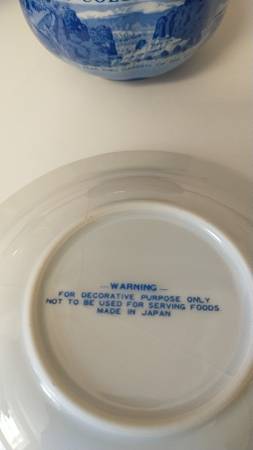 — WARNING —
FOR DECORATIVE PURPOSE ONLY
NOT TO BE USED FOR SERVING FOODS
MADE IN JAPAN